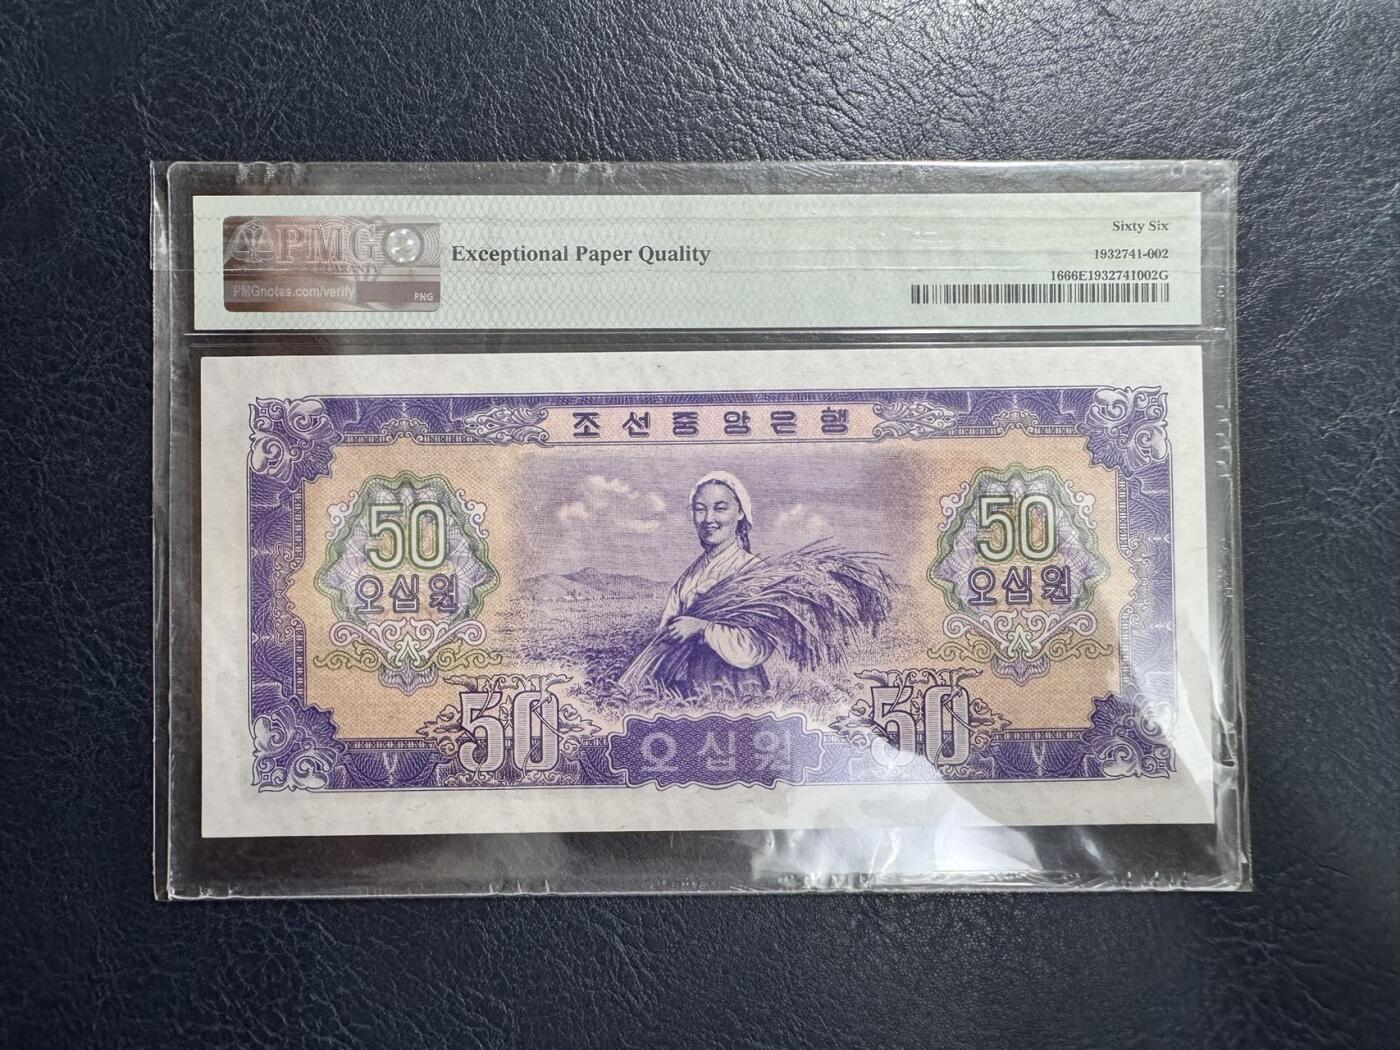 PMG
PMGnotes.com/verify
PNG
Exceptional Paper Quality
Sixty Six
1932741-002
1666E1932741002G
조선중앙은행
50
오십원
50
오십원
50
50
오십원